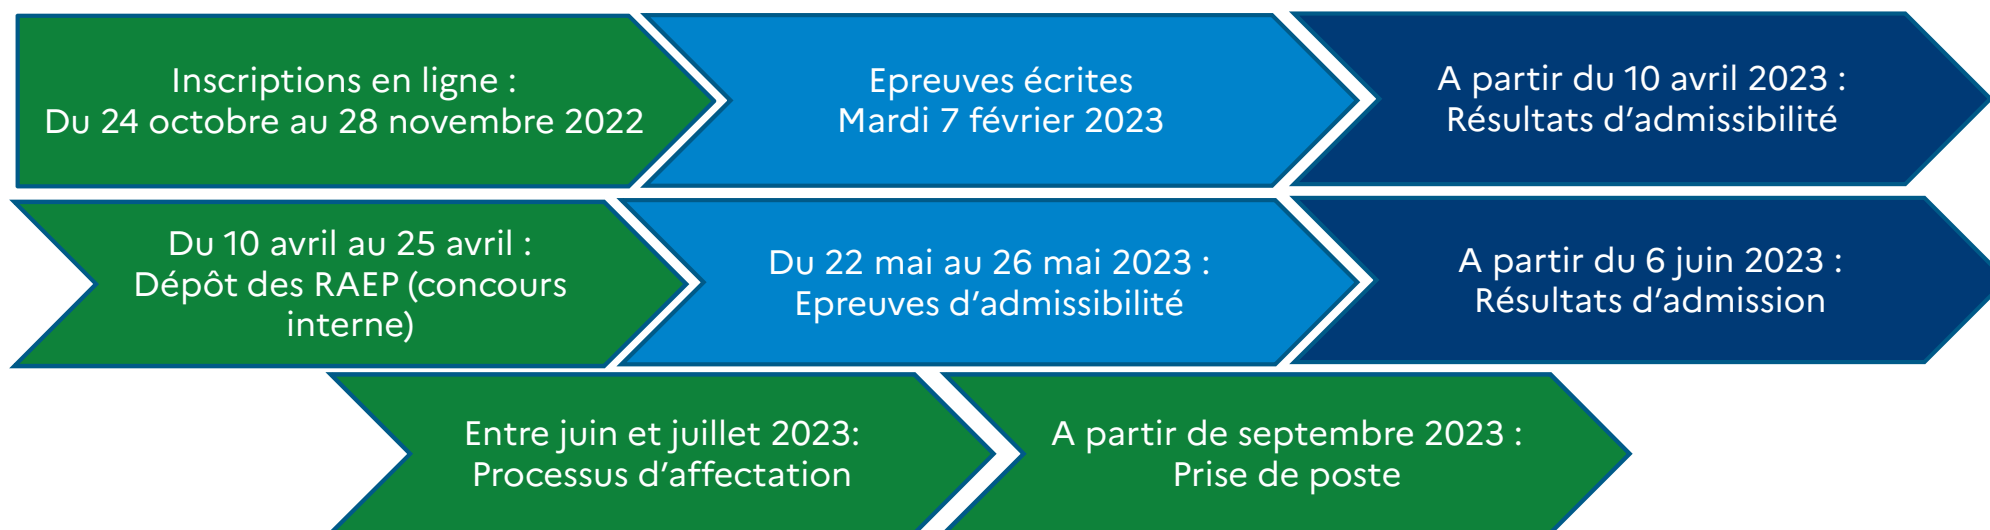 Inscriptions en ligne :
Du 24 octobre au 28 novembre 2022
Epreuves écrites
Mardi 7 février 2023
A partir du 10 avril 2023 :
Résultats d’admissibilité
Du 10 avril au 25 avril :
Dépôt des RAEP (concours
interne)
Du 22 mai au 26 mai 2023 :
Epreuves d’admissibilité
A partir du 6 juin 2023 :
Résultats d’admission
Entre juin et juillet 2023:
Processus d’affectation
A partir de septembre 2023 :
Prise de poste